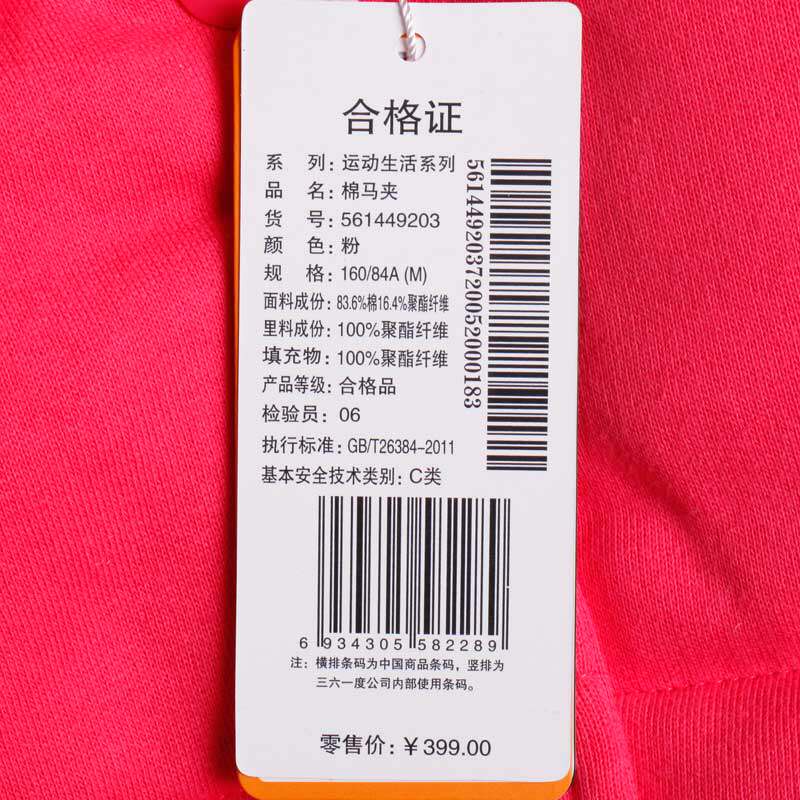 合格证
系 列: 运动生活系列
品 名: 棉马夹
货 号: 561449203
颜 色: 粉
规 格: 160/84A (M)
面料成份: 83.6%棉16.4%聚酯纤维
里料成份: 100%聚酯纤维
填充物: 100%聚酯纤维
产品等级: 合格品
检验员: 06
执行标准: GB/T26384-2011
基本安全技术类别: C类
561449203720052000183
6 934305 582289
注: 横排条码为中国商品条码，竖排为
三六一度公司内部使用条码。
零售价: ¥399.00